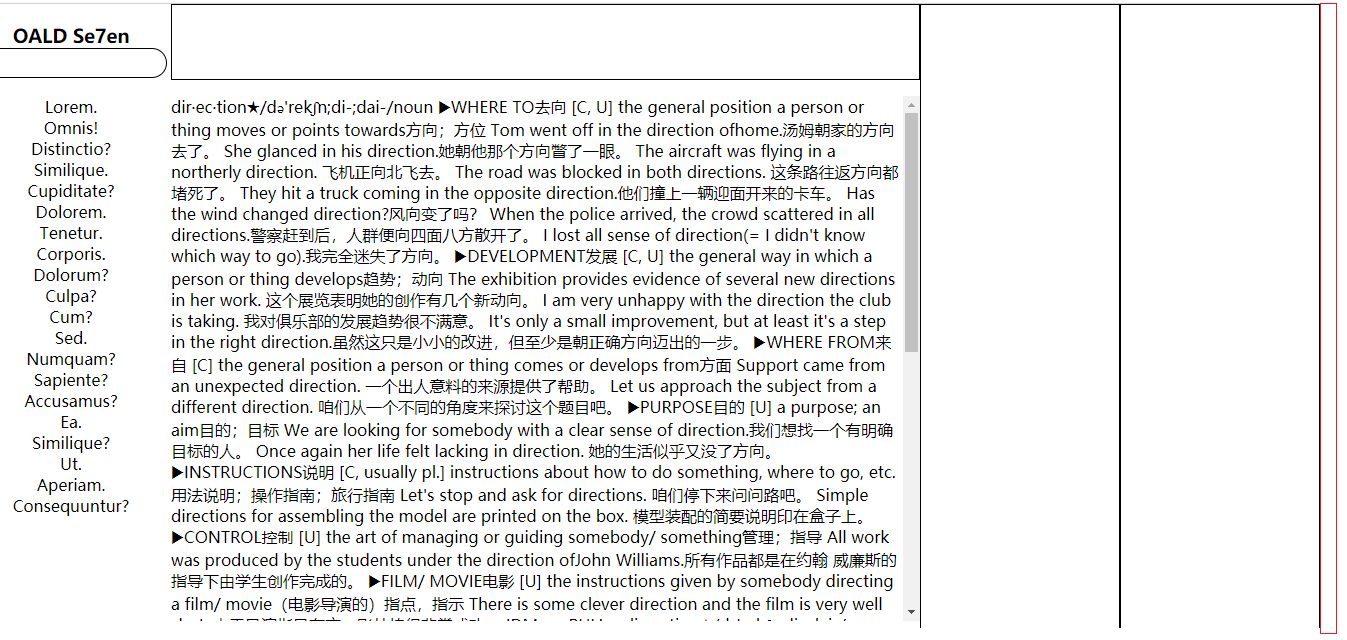 OALD Se7en
Lorem.
Omnis!
Distinctio?
Similique.
Cupiditate?
Dolorem.
Tenetur.
Corporis.
Dolorum?
Culpa?
Cum?
Sed.
Numquam?
Sapiente?
Accusamus?
Ea.
Similique?
Ut.
Aperiam.
Consequuntur?
dir·ec·tion★/də'rekʃn;di-;dai-/noun ▶WHERE TO去向 [C, U] the general position a person or
thing moves or points towards方向；方位 Tom went off in the direction ofhome.汤姆朝家的方向
去了。 She glanced in his direction.她朝他那个方向瞥了一眼。 The aircraft was flying in a
northerly direction. 飞机正向北飞去。 The road was blocked in both directions. 这条路往返方向都
堵死了。 They hit a truck coming in the opposite direction.他们撞上一辆迎面开来的卡车。 Has
the wind changed direction?风向变了吗？ When the police arrived, the crowd scattered in all
directions.警察赶到后，人群便向四面八方散开了。 I lost all sense of direction(= I didn't know
which way to go).我完全迷失了方向。 ▶DEVELOPMENT发展 [C, U] the general way in which a
person or thing develops趋势；动向 The exhibition provides evidence of several new directions
in her work. 这个展览表明她的创作有几个新动向。 I am very unhappy with the direction the club
is taking. 我对俱乐部的发展趋势很不满意。 It's only a small improvement, but at least it's a step
in the right direction.虽然这只是小小的改进，但至少是朝正确方向迈出的一步。 ▶WHERE FROM来
自 [C] the general position a person or thing comes or develops from方面 Support came from
an unexpected direction. 一个出人意料的来源提供了帮助。 Let us approach the subject from a
different direction. 咱们从一个不同的角度来探讨这个题目吧。 ▶PURPOSE目的 [U] a purpose; an
aim目的；目标 We are looking for somebody with a clear sense of direction.我们想找一个有明确
目标的人。 Once again her life felt lacking in direction. 她的生活似乎又没了方向。
▶INSTRUCTIONS说明 [C, usually pl.] instructions about how to do something, where to go, etc.
用法说明；操作指南；旅行指南 Let's stop and ask for directions. 咱们停下来问问路吧。 Simple
directions for assembling the model are printed on the box. 模型装配的简要说明印在盒子上。
▶CONTROL控制 [U] the art of managing or guiding somebody/ something管理；指导 All work
was produced by the students under the direction ofJohn Williams.所有作品都是在约翰 威廉斯的
指导下由学生创作完成的。 ▶FILM/ MOVIE电影 [U] the instructions given by somebody directing
a film/ movie（电影导演的）指点，指示 There is some clever direction and the film is very well